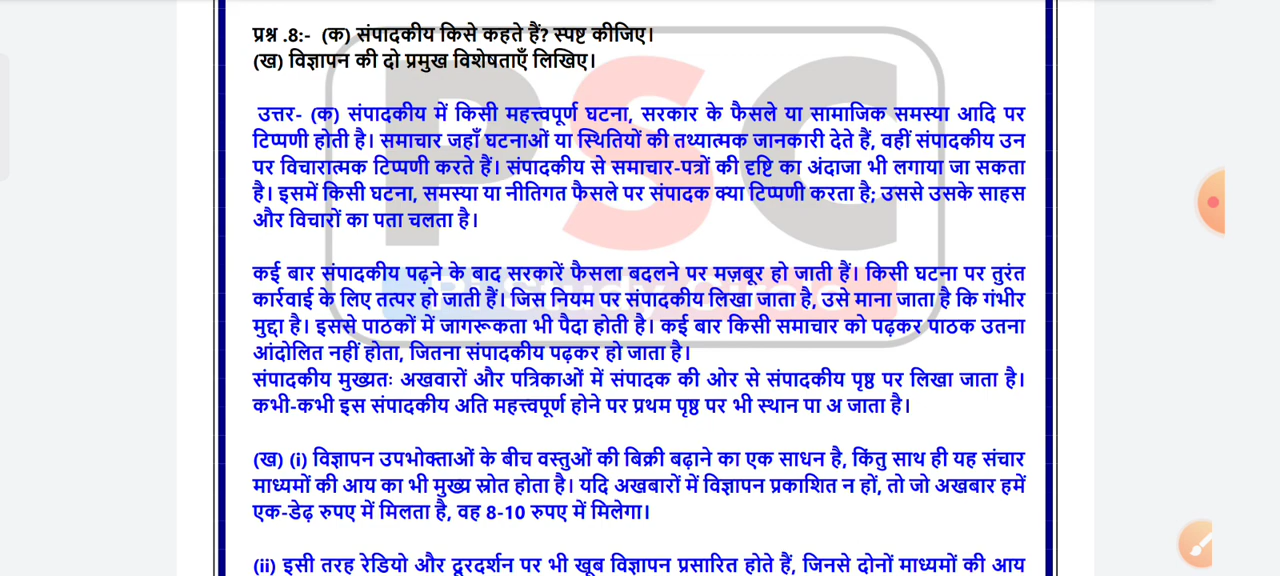 प्रश्न .8:- (क) संपादकीय किसे कहते हैं? स्पष्ट कीजिए।
(ख) विज्ञापन की दो प्रमुख विशेषताएँ लिखिए।
उत्तर- (क) संपादकीय में किसी महत्त्वपूर्ण घटना, सरकार के फैसले या सामाजिक समस्या आदि पर
टिप्पणी होती है। समाचार जहाँ घटनाओं या स्थितियों की तथ्यात्मक जानकारी देते हैं, वहीं संपादकीय उन
पर विचारात्मक टिप्पणी करते हैं। संपादकीय से समाचार-पत्रों की दृष्टि का अंदाजा भी लगाया जा सकता
है। इसमें किसी घटना, समस्या या नीतिगत फैसले पर संपादक क्या टिप्पणी करता है; उससे उसके साहस
और विचारों का पता चलता है।
कई बार संपादकीय पढ़ने के बाद सरकारें फैसला बदलने पर मज़बूर हो जाती हैं। किसी घटना पर तुरंत
कार्रवाई के लिए तत्पर हो जाती हैं। जिस नियम पर संपादकीय लिखा जाता है, उसे माना जाता है कि गंभीर
मुद्दा है। इससे पाठकों में जागरूकता भी पैदा होती है। कई बार किसी समाचार को पढ़कर पाठक उतना
आंदोलित नहीं होता, जितना संपादकीय पढ़कर हो जाता है।
संपादकीय मुख्यतः अखवारों और पत्रिकाओं में संपादक की ओर से संपादकीय पृष्ठ पर लिखा जाता है।
कभी-कभी इस संपादकीय अति महत्त्वपूर्ण होने पर प्रथम पृष्ठ पर भी स्थान पा अ जाता है।
(ख) (i) विज्ञापन उपभोक्ताओं के बीच वस्तुओं की बिक्री बढ़ाने का एक साधन है, किंतु साथ ही यह संचार
माध्यमों की आय का भी मुख्य स्रोत होता है। यदि अखबारों में विज्ञापन प्रकाशित न हों, तो जो अखबार हमें
एक-डेढ़ रुपए में मिलता है, वह 8-10 रुपए में मिलेगा।
(ii) इसी तरह रेडियो और दूरदर्शन पर भी खूब विज्ञापन प्रसारित होते हैं, जिनसे दोनों माध्यमों की आय
PSC